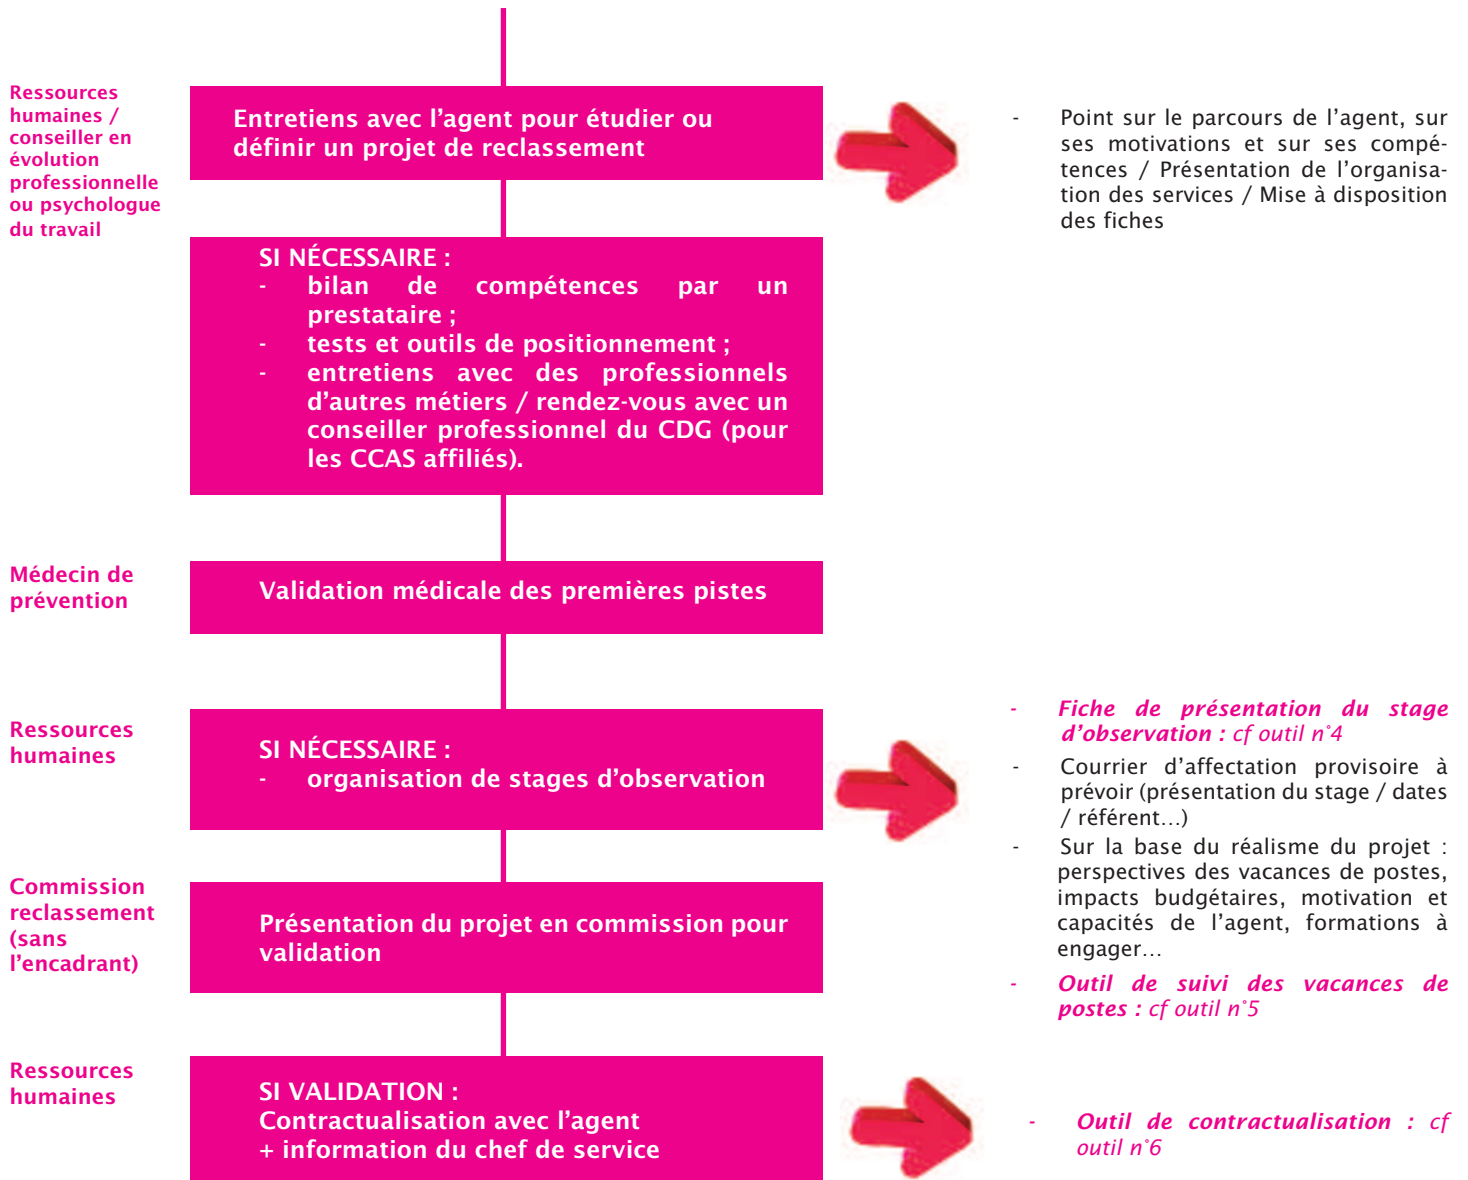 Ressources
humaines /
conseiller en
évolution
professionnelle
ou psychologue
du travail
Entretiens avec l'agent pour étudier ou
définir un projet de reclassement
- Point sur le parcours de l'agent, sur
ses motivations et sur ses compé-
tences / Présentation de l'organisa-
tion des services / Mise à disposition
des fiches
SI NÉCESSAIRE :
- bilan de compétences par un
prestataire ;
- tests et outils de positionnement ;
- entretiens avec des professionnels
d'autres métiers / rendez-vous avec un
conseiller professionnel du CDG (pour
les CCAS affiliés).
Médecin de
prévention
Validation médicale des premières pistes
Ressources
humaines
SI NÉCESSAIRE :
- organisation de stages d'observation
- Fiche de présentation du stage
d'observation : cf outil n°4
- Courrier d'affectation provisoire à
prévoir (présentation du stage / dates
/ référent…)
- Sur la base du réalisme du projet :
perspectives des vacances de postes,
impacts budgétaires, motivation et
capacités de l'agent, formations à
engager…
- Outil de suivi des vacances de
postes : cf outil n°5
Commission
reclassement
(sans
l'encadrant)
Présentation du projet en commission pour
validation
Ressources
humaines
SI VALIDATION :
Contractualisation avec l'agent
+ information du chef de service
- Outil de contractualisation : cf
outil n°6